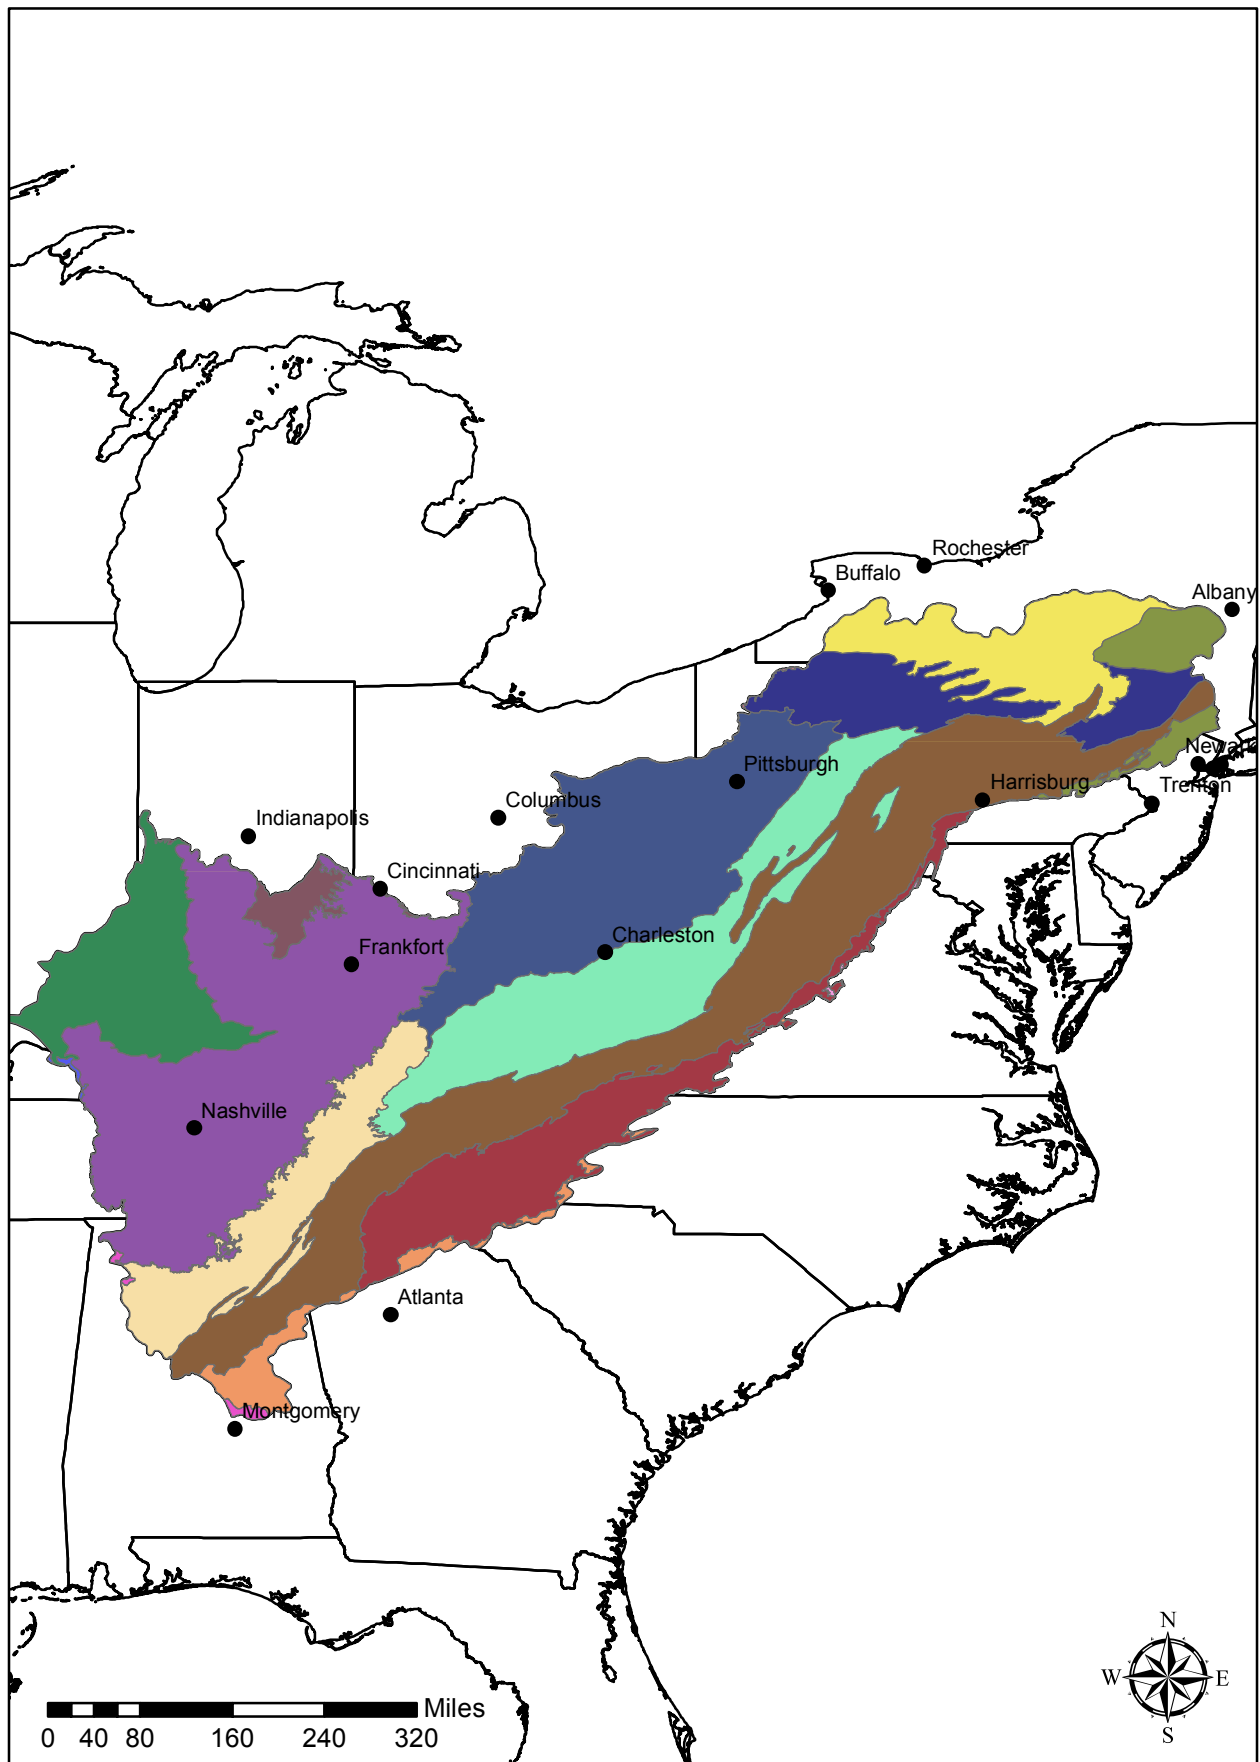 Rochester
Buffalo
Albany
Newark
Pittsburgh
Harrisburg
Trenton
Columbus
Indianapolis
Cincinnati
Charleston
Frankfort
Nashville
Atlanta
Montgomery
N
W E
S
Miles
0 40 80 160 240 320